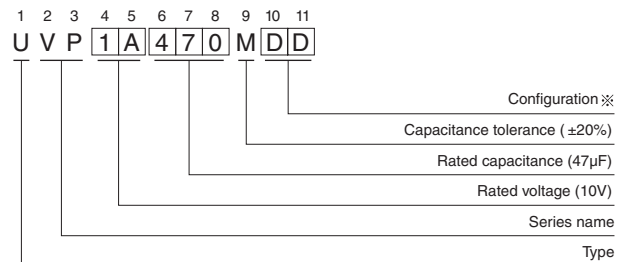 1 2 3 4 5 6 7 8 9 10 11
U V P 1 A 4 7 0 M D D
Configuration ※
Capacitance tolerance ( ±20%)
Rated capacitance (47µF)
Rated voltage (10V)
Series name
Type